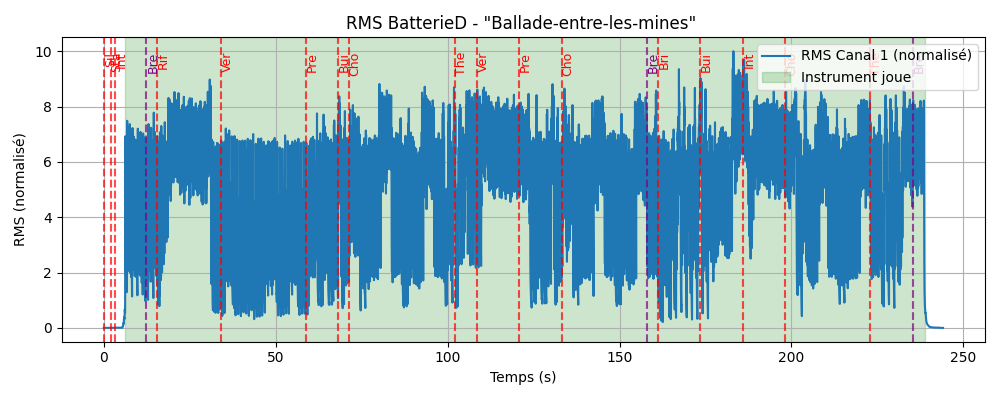 RMS BatterieD - "Ballade-entre-les-mines"
RMS (normalisé)
10
8
6
4
2
0
Int
Bre
Rif
Ver
Pre
Bui
Cho
The
Ver
Pre
Cho
Bre
Bri
Bui
Int
RMS Canal 1 (normalisé)
Instrument joue
0
50
100
150
200
250
Temps (s)